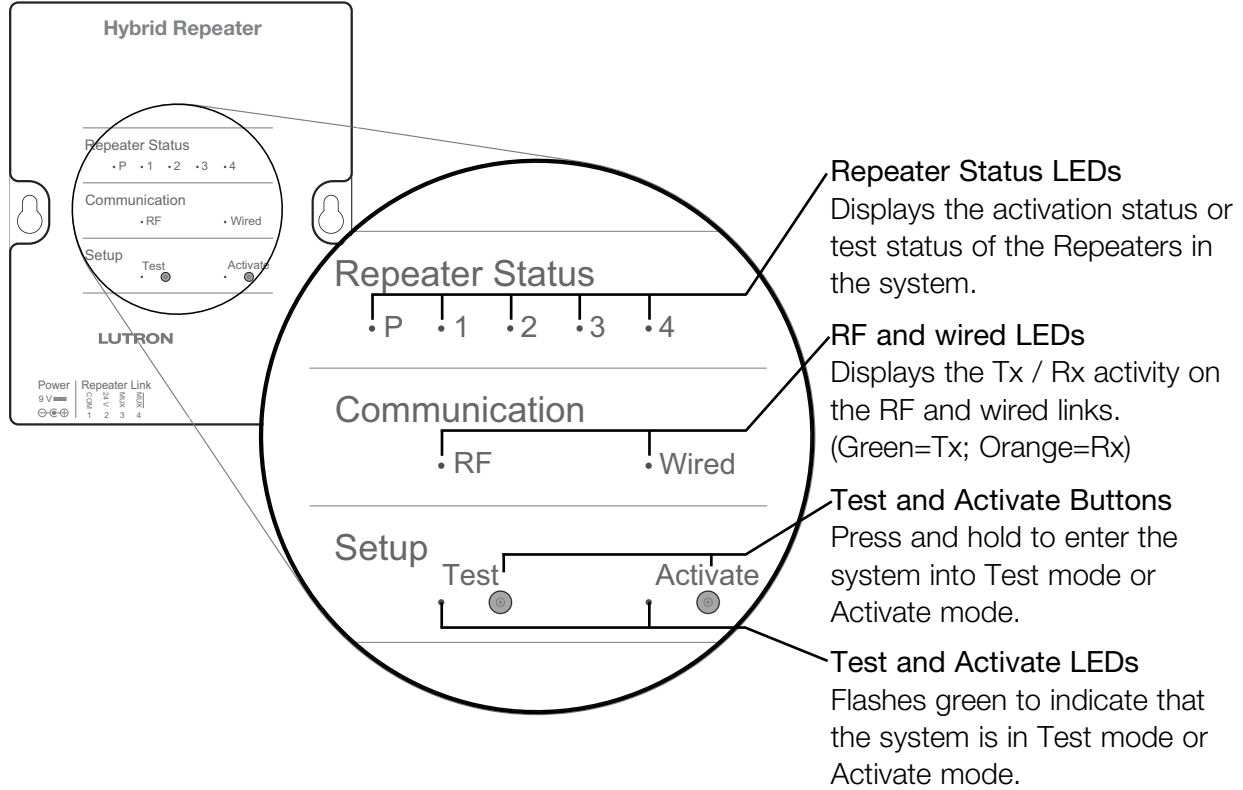 Hybrid Repeater
Repeater Status
P 1 2 3 4
Communication
RF Wired
Setup
Test Activate
LUTRON
Power Repeater Link
9 V
COM 24 V MUX MUX
1 2 3 4
Repeater Status
P 1 2 3 4
Communication
RF Wired
Setup
Test Activate
Repeater Status LEDs
Displays the activation status or
test status of the Repeaters in
the system.
RF and wired LEDs
Displays the Tx / Rx activity on
the RF and wired links.
(Green=Tx; Orange=Rx)
Test and Activate Buttons
Press and hold to enter the
system into Test mode or
Activate mode.
Test and Activate LEDs
Flashes green to indicate that
the system is in Test mode or
Activate mode.